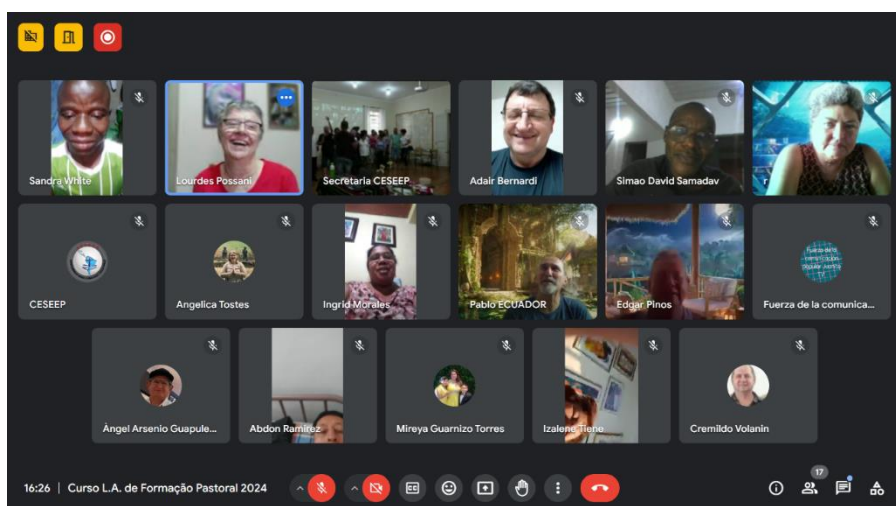 Sandra White
Lourdes Possani
Secretaria CESEEP
Adair Bernardi
Simao David Samadav
r
CESEEP
Angelica Tostes
Ingrid Morales
Pablo ECUADOR
Edgar Pinos
Fuerza de la comunica...
Ángel Arsenio Guapule...
Abdon Ramirez
Mireya Guarnizo Torres
Izalene Tiene
Cremildo Volanin
16:26 | Curso L.A. de Formação Pastoral 2024
CC
17